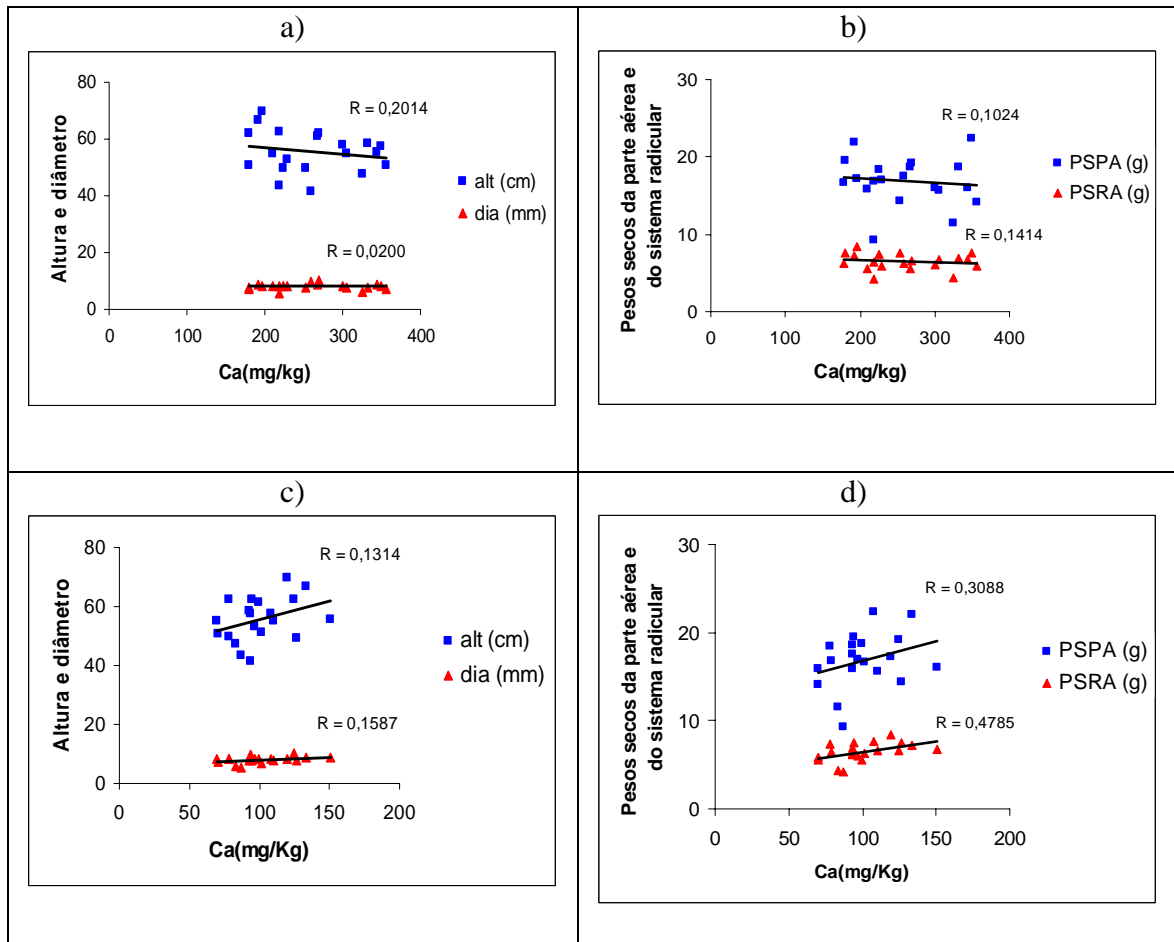 a)
80
60
40
20
0
0 100 200 300 400
Altura e diâmetro
Ca(mg/kg)
R = 0,2014
R = 0,0200
alt (cm)
dia (mm)
b)
30
20
10
0
0 100 200 300 400
Pesos secos da parte aérea e
do sistema radicular
Ca(mg/kg)
R = 0,1024
R = 0,1414
PSPA (g)
PSRA (g)
c)
80
60
40
20
0
0 50 100 150 200
Altura e diâmetro
Ca(mg/Kg)
R = 0,1314
R = 0,1587
alt (cm)
dia (mm)
d)
30
20
10
0
0 50 100 150 200
Pesos secos da parte aérea e
do sistema radicular
Ca(mg/Kg)
R = 0,3088
R = 0,4785
PSPA (g)
PSRA (g)